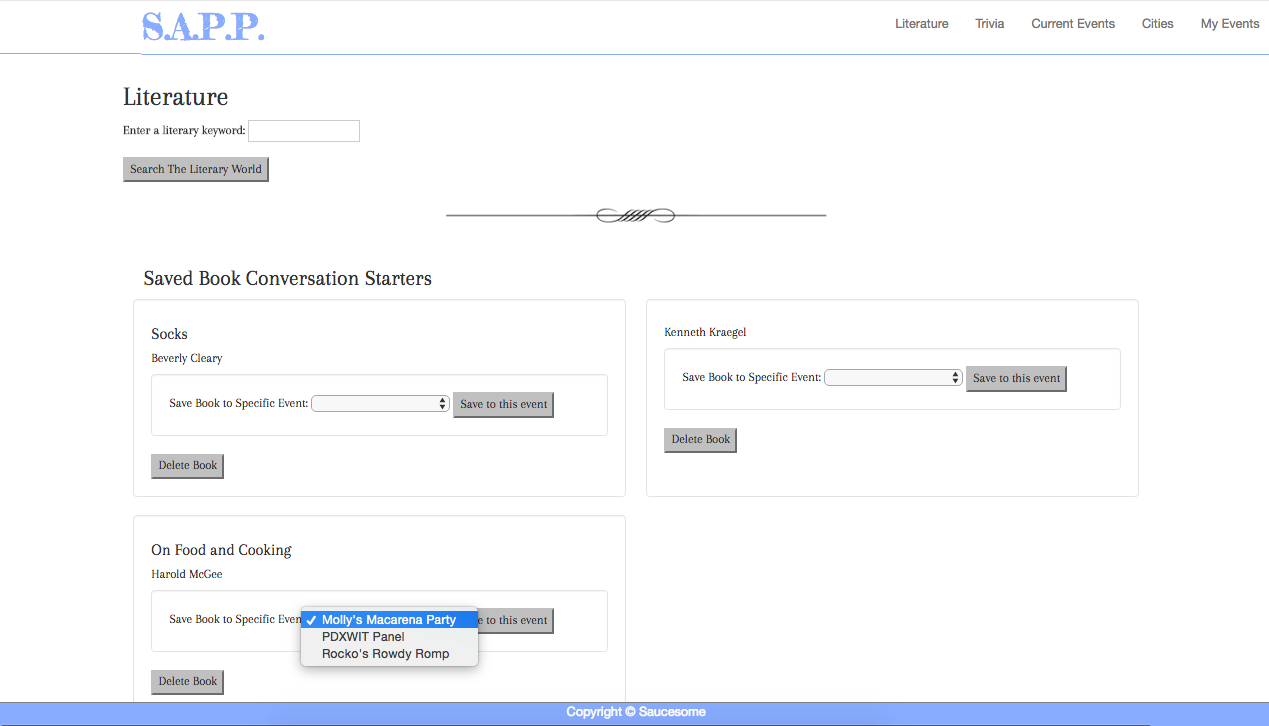 S.A.P.P.
Literature Trivia Current Events Cities My Events
Literature
Enter a literary keyword:
Search The Literary World
Saved Book Conversation Starters
Socks
Beverly Cleary
Save Book to Specific Event: Save to this event
Delete Book
Kenneth Kraegel
Save Book to Specific Event: Save to this event
Delete Book
On Food and Cooking
Harold McGee
Save Book to Specific Even ✓ Molly's Macarena Party e to this event
PDXWIT Panel
Rocko's Rowdy Romp
Delete Book
Copyright © Saucesome